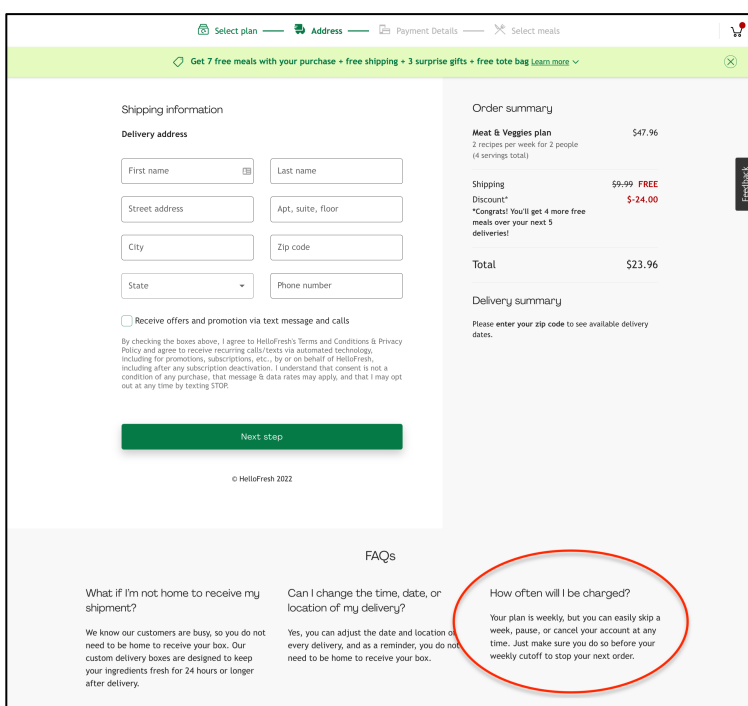 Select plan Address Payment Details Select meals
Get 7 free meals with your purchase + free shipping + 3 surprise gifts + free tote bag Learn more
Shipping information
Delivery address
First name
Last name
Street address
Apt, suite, floor
City
Zip code
State
Phone number
Receive offers and promotion via text message and calls
By checking the boxes above, I agree to HelloFresh's Terms and Conditions & Privacy
Policy and agree to receive recurring calls/texts via automated technology,
including for promotions, subscriptions, etc., by or on behalf of HelloFresh,
including after any subscription deactivation. I understand that consent is not a
condition of any purchase, that message & data rates may apply, and that I may opt
out at any time by texting STOP.
Next step
© HelloFresh 2022
Order summary
Meat & Veggies plan $47.96
2 recipes per week for 2 people
(4 servings total)
Shipping $9.99 FREE
Discount* $-24.00
*Congrats! You'll get 4 more free
meals over your next 5
deliveries!
Total $23.96
Delivery summary
Please enter your zip code to see available delivery
dates.
Feedback
FAQs
What if I'm not home to receive my
shipment?
We know our customers are busy, so you do not
need to be home to receive your box. Our
custom delivery boxes are designed to keep
your ingredients fresh for 24 hours or longer
after delivery.
Can I change the time, date, or
location of my delivery?
Yes, you can adjust the date and location of
every delivery, and as a reminder, you do not
need to be home to receive your box.
How often will I be charged?
Your plan is weekly, but you can easily skip a
week, pause, or cancel your account at any
time. Just make sure you do so before your
weekly cutoff to stop your next order.